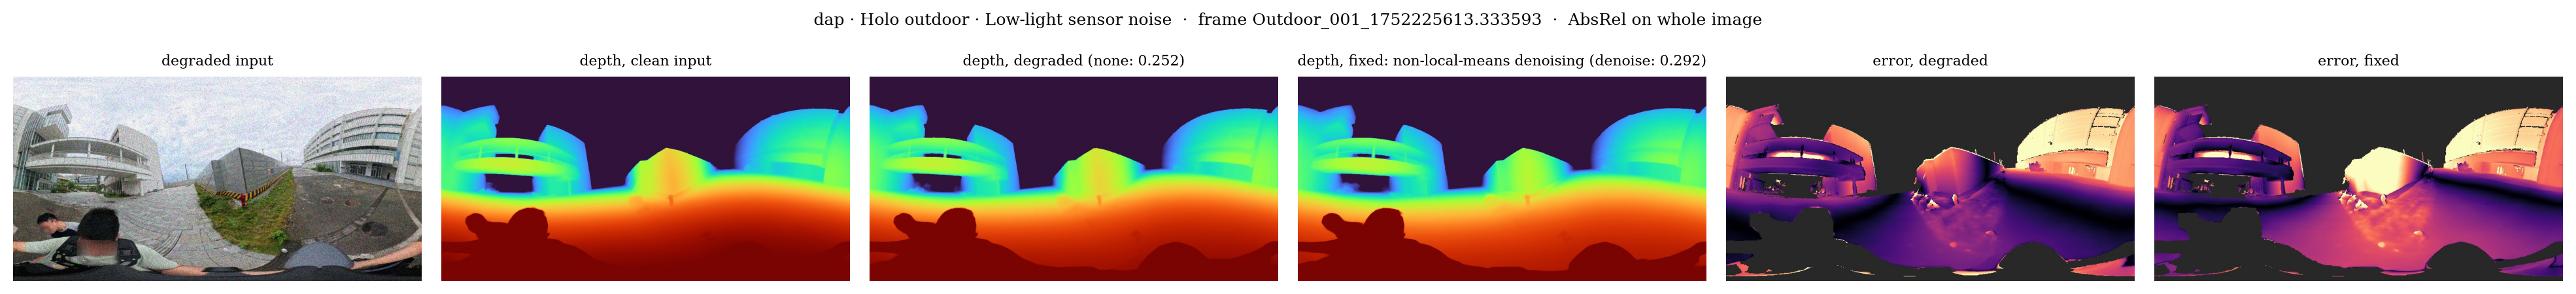 dap · Holo outdoor · Low-light sensor noise · frame Outdoor_001_1752225613.333593 · AbsRel on whole image
degraded input
depth, clean input
depth, degraded (none: 0.252)
depth, fixed: non-local-means denoising (denoise: 0.292)
error, degraded
error, fixed